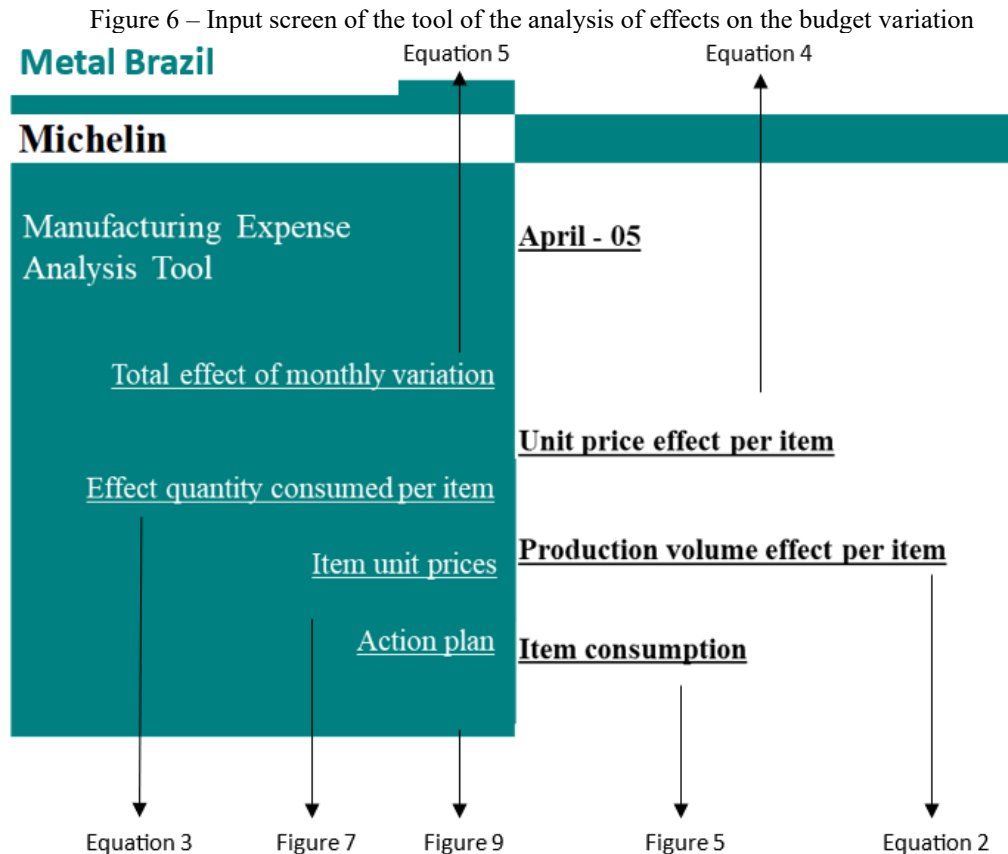 Figure 6 – Input screen of the tool of the analysis of effects on the budget variation
Metal Brazil
Equation 5
Equation 4
Michelin
Manufacturing Expense
Analysis Tool
April - 05
Total effect of monthly variation
Unit price effect per item
Effect quantity consumed per item
Production volume effect per item
Item unit prices
Action plan
Item consumption
Equation 3
Figure 7
Figure 9
Figure 5
Equation 2